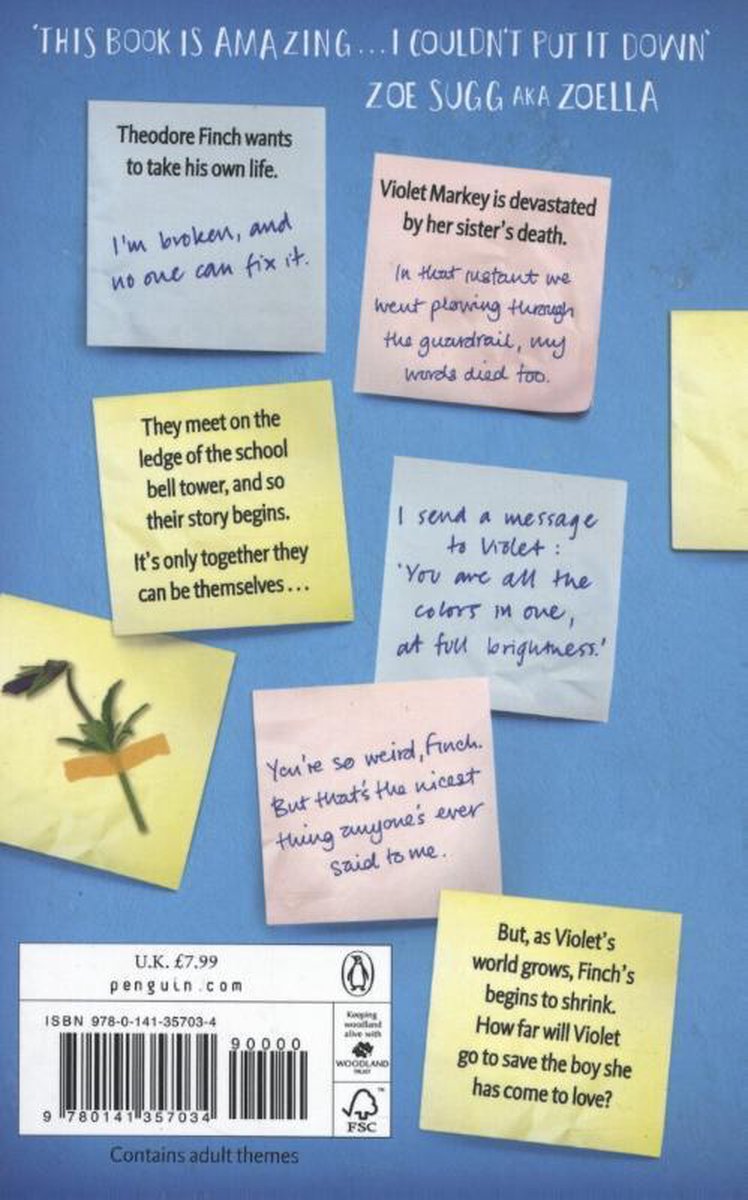 'THIS BOOK IS AMAZING... I COULDN'T PUT IT DOWN'
ZOE SUGG AKA ZOELLA
Theodore Finch wants
to take his own life.
I'm broken, and
no one can fix it.
Violet Markey is devastated
by her sister's death.
In that instant we
went plowing through
the guardrail, my
words died too.
They meet on the
ledge of the school
bell tower, and so
their story begins.
It's only together they
can be themselves...
I send a message
to Violet:
'You are all the
colors in one,
at full brightness.'
You're so weird, Finch.
But that's the nicest
thing anyone's ever
said to me.
But, as Violet's
world grows, Finch's
begins to shrink.
How far will Violet
go to save the boy she
has come to love?
U.K. £7.99
penguin.com
ISBN 978-0-141-35703-4
90000
9 780141 357034
Keeping
woodland
alive with
WOODLAND
TRUST
FSC
™
Contains adult themes